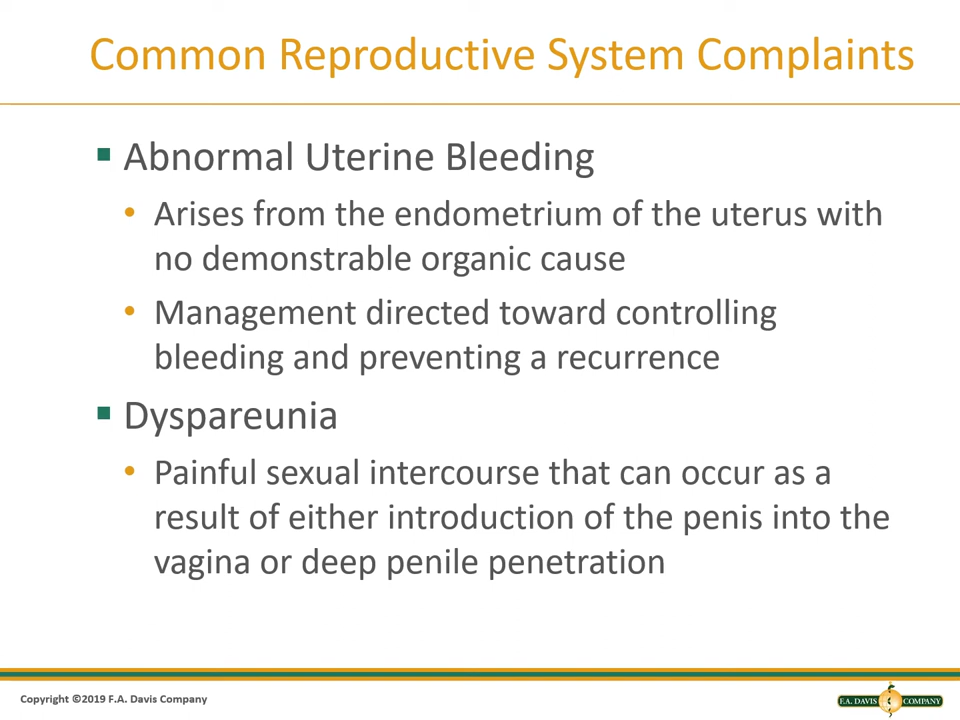 Common Reproductive System Complaints
▪ Abnormal Uterine Bleeding
• Arises from the endometrium of the uterus with
no demonstrable organic cause
• Management directed toward controlling
bleeding and preventing a recurrence
▪ Dyspareunia
• Painful sexual intercourse that can occur as a
result of either introduction of the penis into the
vagina or deep penile penetration
Copyright ©2019 F.A. Davis Company
F.A. DAVIS COMPANY